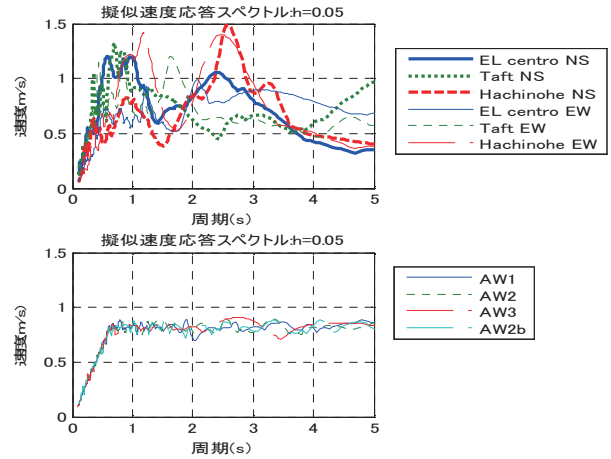 擬似速度応答スペクトル:h=0.05
1.5
1
0.5
0
速度(m/s)
0 1 2 3 4 5
周期(s)
EL centro NS
Taft NS
Hachinohe NS
EL centro EW
Taft EW
Hachinohe EW
擬似速度応答スペクトル:h=0.05
1.5
1
0.5
0
速度(m/s)
0 1 2 3 4 5
周期(s)
AW1
AW2
AW3
AW2b